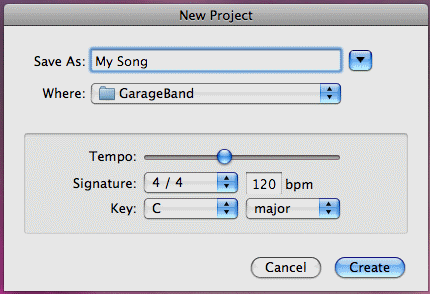 New Project
Save As: My Song
Where: GarageBand
Tempo:
Signature: 4 / 4 120 bpm
Key: C major
Cancel Create